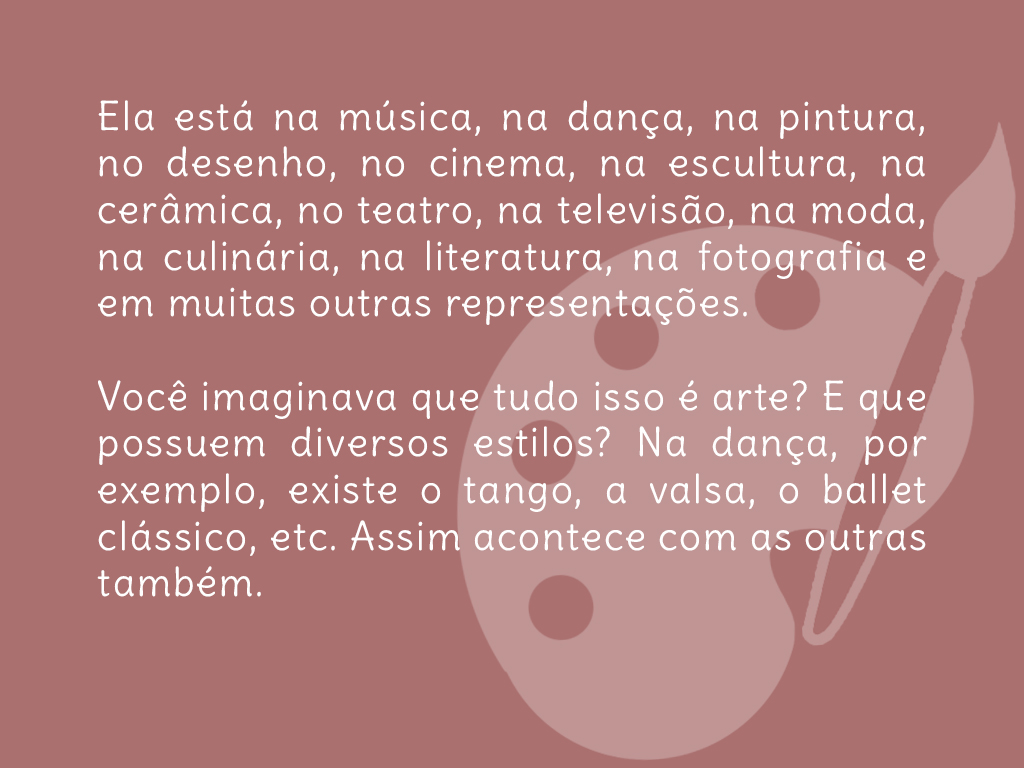 Ela está na música, na dança, na pintura,
no desenho, no cinema, na escultura, na
cerâmica, no teatro, na televisão, na moda,
na culinária, na literatura, na fotografia e
em muitas outras representações.
Você imaginava que tudo isso é arte? E que
possuem diversos estilos? Na dança, por
exemplo, existe o tango, a valsa, o ballet
clássico, etc. Assim acontece com as outras
também.